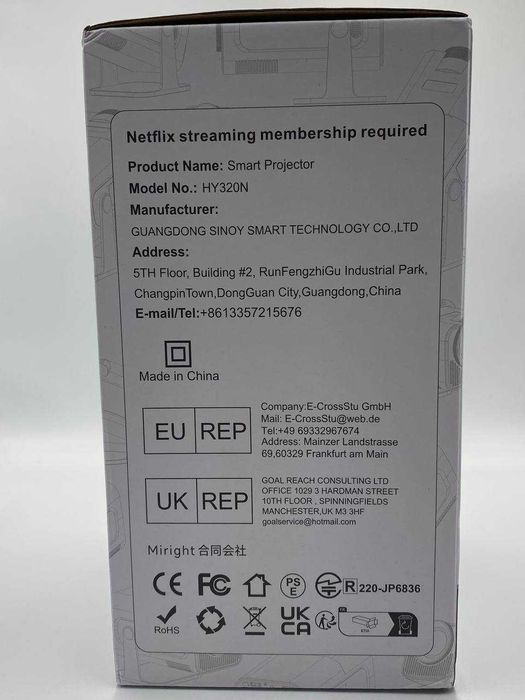 Netflix streaming membership required
Product Name: Smart Projector
Model No.: HY320N
Manufacturer:
GUANGDONG SINOY SMART TECHNOLOGY CO.,LTD
Address:
5TH Floor, Building #2, RunFengzhiGu Industrial Park,
ChangpinTown,DongGuan City,Guangdong,China
E-mail/Tel:+8613357215676
Made in China
EU REP
Company:E-CrossStu GmbH
Mail: E-CrossStu@web.de
Tel:+49 69332967674
Address: Mainzer Landstrasse
69,60329 Frankfurt am Main
UK REP
GOAL REACH CONSULTING LTD
OFFICE 1029 3 HARDMAN STREET
10TH FLOOR , SPINNINGFIELDS
MANCHESTER,UK M3 3HF
goalservice@hotmail.com
Miright 合同会社
CE FC PSE R 220-JP6836
RoHS UK CA